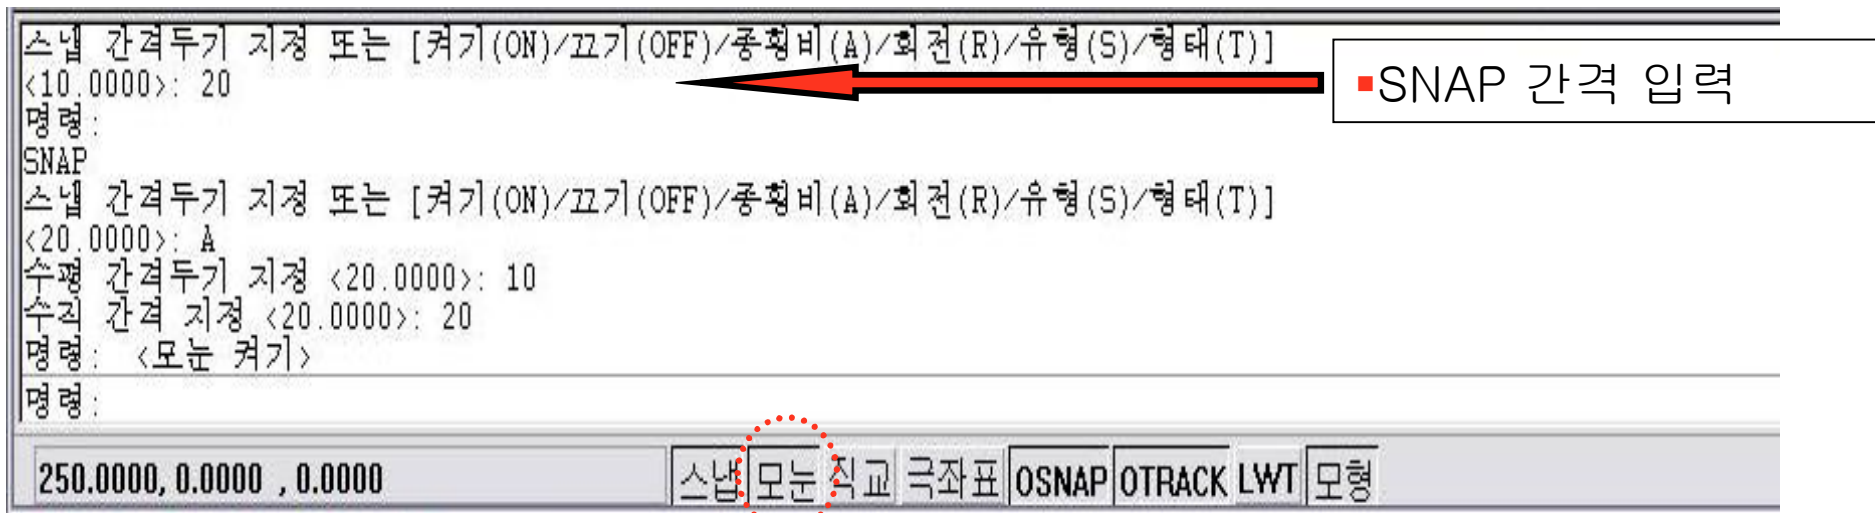 스냅 간격두기 지정 또는 [켜기(ON)/끄기(OFF)/종횡비(A)/회전(R)/유형(S)/형태(T)]
<10.0000>: 20
명령:
SNAP
스냅 간격두기 지정 또는 [켜기(ON)/끄기(OFF)/종횡비(A)/회전(R)/유형(S)/형태(T)]
<20.0000>: A
수평 간격두기 지정 <20.0000>: 10
수직 간격 지정 <20.0000>: 20
명령: <모눈 켜기>
명령:
▪SNAP 간격 입력
250.0000, 0.0000 , 0.0000 스냅 모눈 직교 극좌표 OSNAP OTRACK LWT 모형